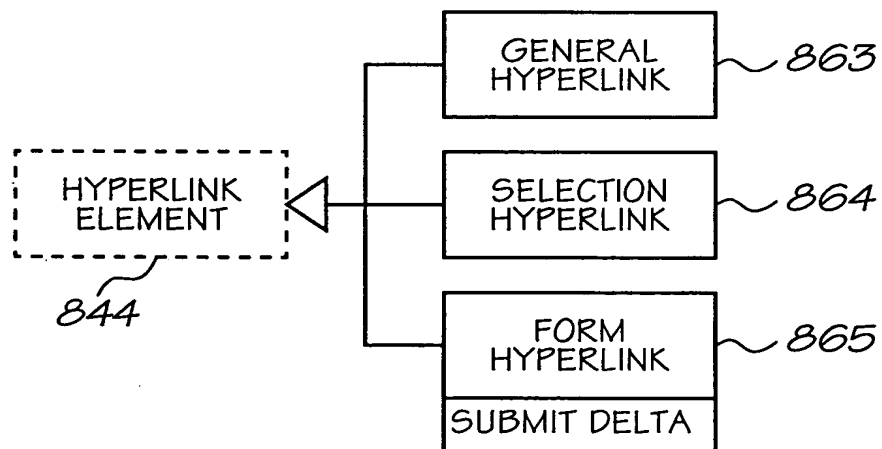 GENERAL
HYPERLINK
863
HYPERLINK
ELEMENT
844
SELECTION
HYPERLINK
864
FORM
HYPERLINK
865
SUBMIT DELTA